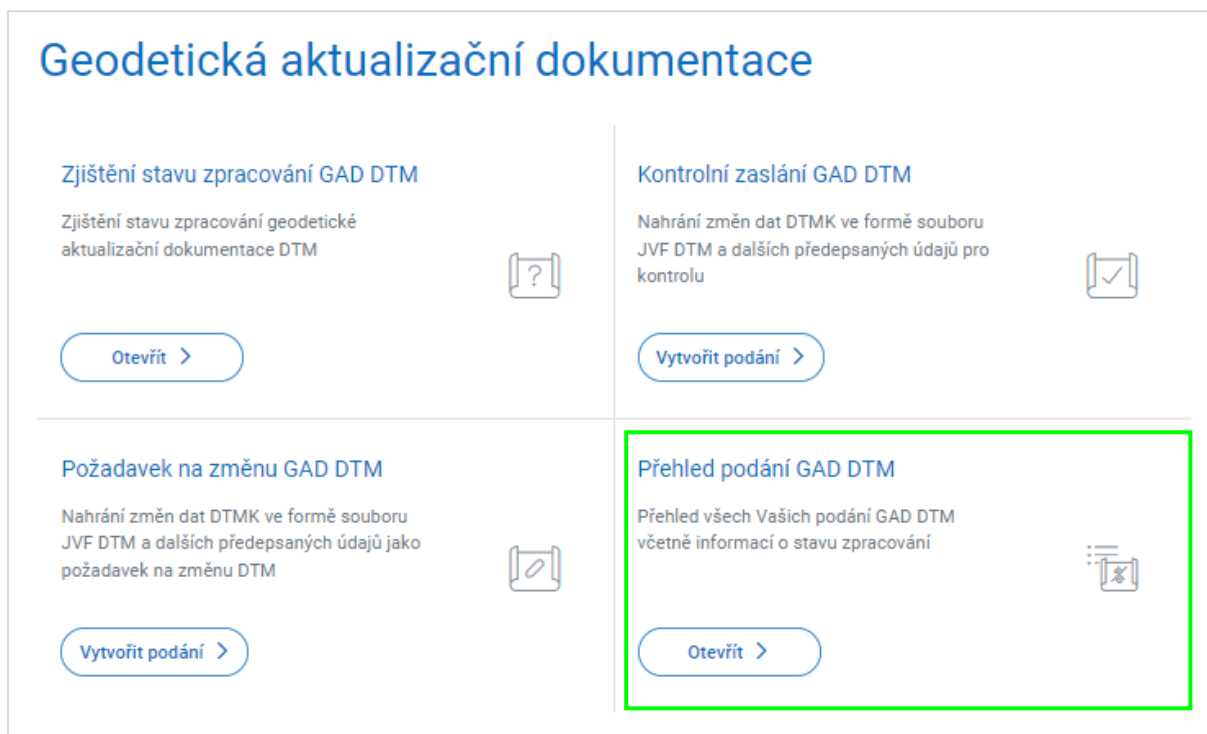 Geodetická aktualizační dokumentace
Zjištění stavu zpracování GAD DTM
Zjištění stavu zpracování geodetické
aktualizační dokumentace DTM
Otevřít
Kontrolní zaslání GAD DTM
Nahrání změn dat DTMK ve formě souboru
JVF DTM a dalších předepsaných údajů pro
kontrolu
Vytvořit podání
Požadavek na změnu GAD DTM
Nahrání změn dat DTMK ve formě souboru
JVF DTM a dalších předepsaných údajů jako
požadavek na změnu DTM
Vytvořit podání
Přehled podání GAD DTM
Přehled všech Vašich podání GAD DTM
včetně informací o stavu zpracování
Otevřít